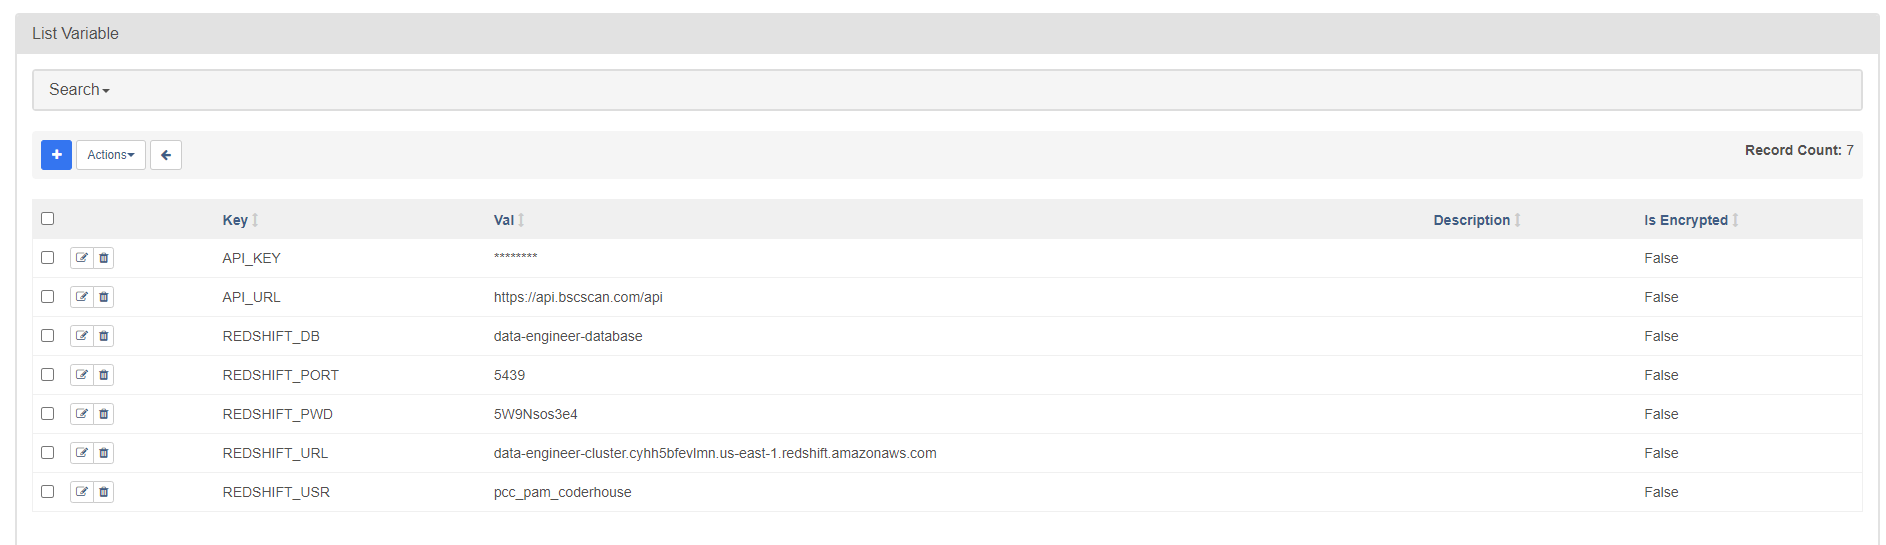 List Variable
Search
Actions
Record Count: 7
Key Val Description Is Encrypted
API_KEY ******** False
API_URL https://api.bscscan.com/api False
REDSHIFT_DB data-engineer-database False
REDSHIFT_PORT 5439 False
REDSHIFT_PWD 5W9Nsos3e4 False
REDSHIFT_URL data-engineer-cluster.cyhh5bfevlmn.us-east-1.redshift.amazonaws.com False
REDSHIFT_USR pcc_pam_coderhouse False